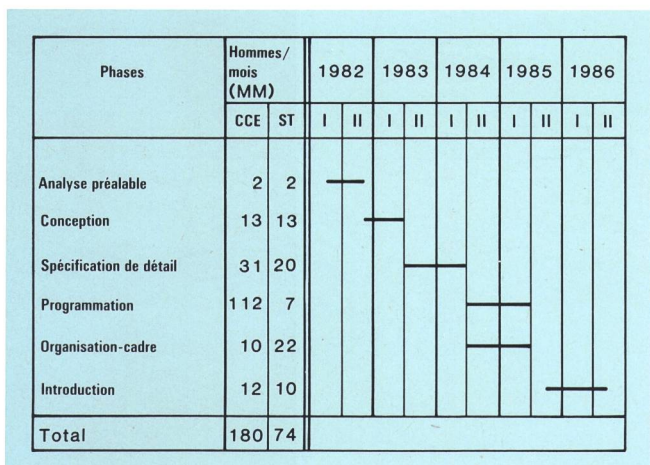 Phases Hommes/ mois (MM) 1982 1983 1984 1985 1986
CCE ST I II I II I II I II I II
Analyse préalable 2 2
Conception 13 13
Spécification de détail 31 20
Programmation 112 7
Organisation-cadre 10 22
Introduction 12 10
Total 180 74